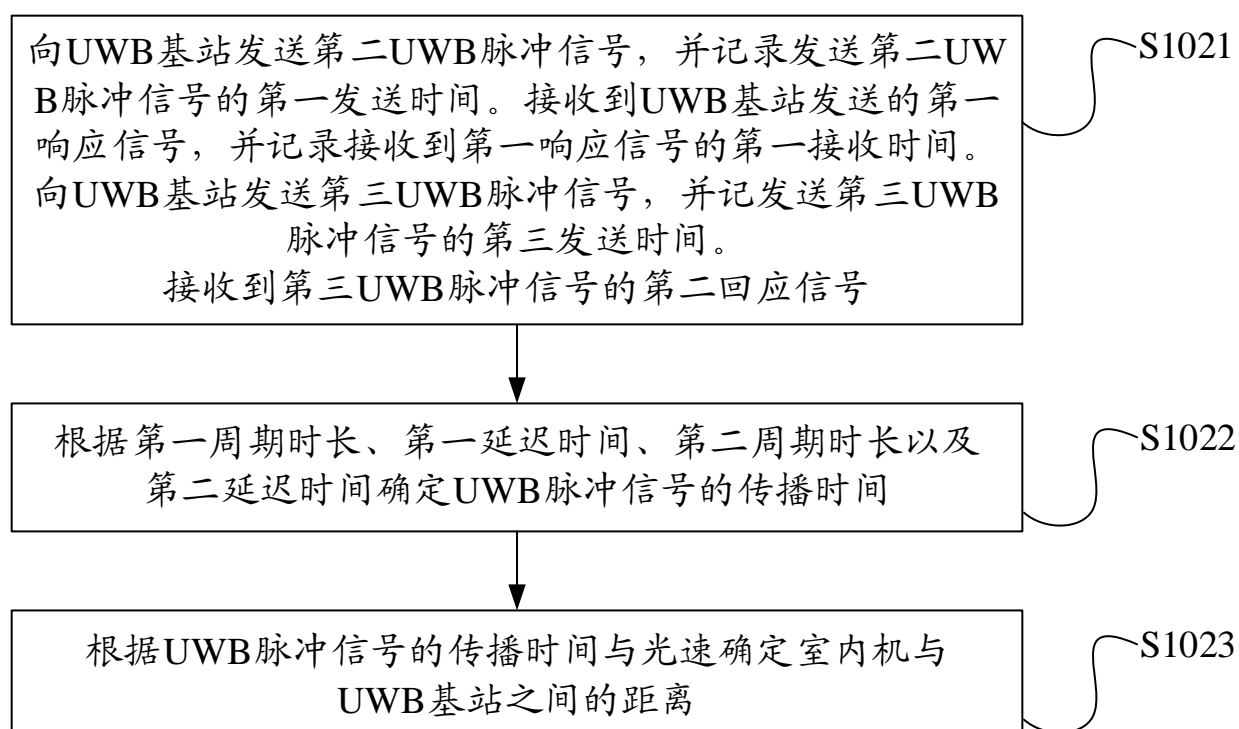 向UWB基站发送第二UWB脉冲信号，并记录发送第二UW
B脉冲信号的第一发送时间。接收到UWB基站发送的第一
响应信号，并记录接收到第一响应信号的第一接收时间。
向UWB基站发送第三UWB脉冲信号，并记发送第三UWB
脉冲信号的第三发送时间。
接收到第三UWB脉冲信号的第二回应信号
S1021
根据第一周期时长、第一延迟时间、第二周期时长以及
第二延迟时间确定UWB脉冲信号的传播时间
S1022
根据UWB脉冲信号的传播时间与光速确定室内机与
UWB基站之间的距离
S1023